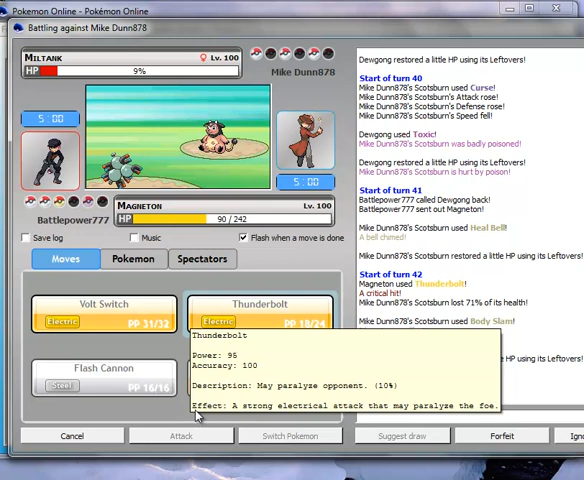 Pokemon Online - Pokémon Online
Battling against Mike Dunn878
MILTANK
Lv. 100
HP
9%
Mike Dunn878
5:00
5:00
MAGNETON
Lv. 100
HP
90 / 242
Battlepower777
Save log
Music
Flash when a move is done
Moves
Pokemon
Spectators
Volt Switch
Electric
PP 31/32
Thunderbolt
Electric
PP 18/24
Flash Cannon
Steel
PP 16/16
Thunderbolt
Power: 95
Accuracy: 100
Description: May paralyze opponent. (10%)
Effect: A strong electrical attack that may paralyze the foe.
Cancel
Attack
Switch Pokemon
Suggest draw
Forfeit
Dewgong restored a little HP using its Leftovers!
Start of turn 40
Mike Dunn878's Scotsburn used Curse!
Mike Dunn878's Scotsburn's Attack rose!
Mike Dunn878's Scotsburn's Defense rose!
Mike Dunn878's Scotsburn's Speed fell!
Dewgong used Toxic!
Mike Dunn878's Scotsburn was badly poisoned!
Dewgong restored a little HP using its Leftovers!
Mike Dunn878's Scotsburn is hurt by poison!
Start of turn 41
Battlepower777 called Dewgong back!
Battlepower777 sent out Magneton!
Mike Dunn878's Scotsburn used Heal Bell!
A bell chimed!
Mike Dunn878's Scotsburn restored a little HP
Start of turn 42
Magneton used Thunderbolt!
A critical hit!
Mike Dunn878's Scotsburn lost 71% of its health!
Mike Dunn878's Scotsburn used Body Slam!
HP using its Leftovers!